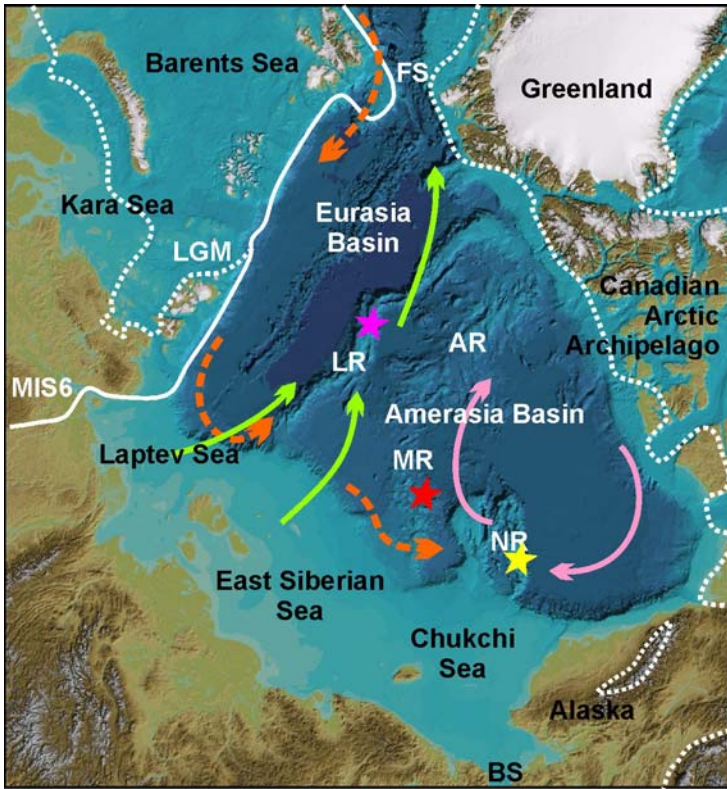 Barents Sea
FS
Greenland
Kara Sea
Eurasia
Basin
LGM
Canadian
Arctic
Archipelago
LR
AR
MIS6
Amerasia Basin
Laptev Sea
MR
NR
East Siberian
Sea
Chukchi
Sea
Alaska
BS